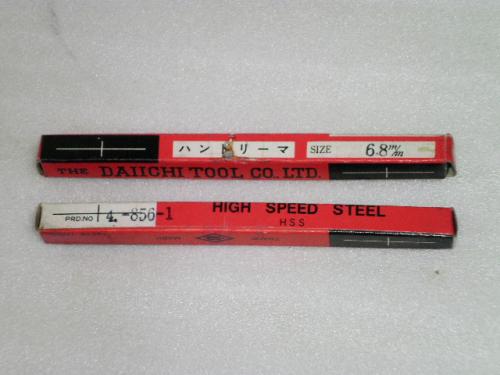 ハンドリーマ SIZE 6.8 m/m
THE DAIICHI TOOL CO. LTD.
PRD.NO 4.-856-1 HIGH SPEED STEEL
HSS